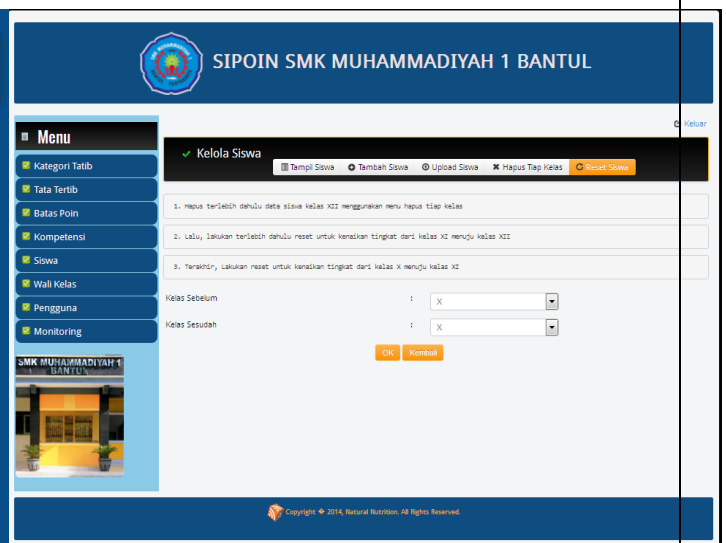 SIPOIN SMK MUHAMMADIYAH 1 BANTUL
Keluar
Menu
Kategori Tatib
Tata Tertib
Batas Poin
Kompetensi
Siswa
Wali Kelas
Pengguna
Monitoring
SMK MUHAMMADIYAH 1
BANTUL
Kelola Siswa
Tampil Siswa Tambah Siswa Upload Siswa Hapus Tiap Kelas Reset Siswa
1. Hapus terlebih dahulu data siswa kelas XII menggunakan menu hapus tiap kelas
2. Lalu, lakukan terlebih dahulu reset untuk kenaikan tingkat dari kelas XI menuju kelas XII
3. Terakhir, Lakukan reset untuk kenaikan tingkat dari kelas X menuju kelas XI
Kelas Sebelum : X
Kelas Sesudah : X
OK Kembali
Copyright � 2014, Natural Nutrition. All Rights Reserved.